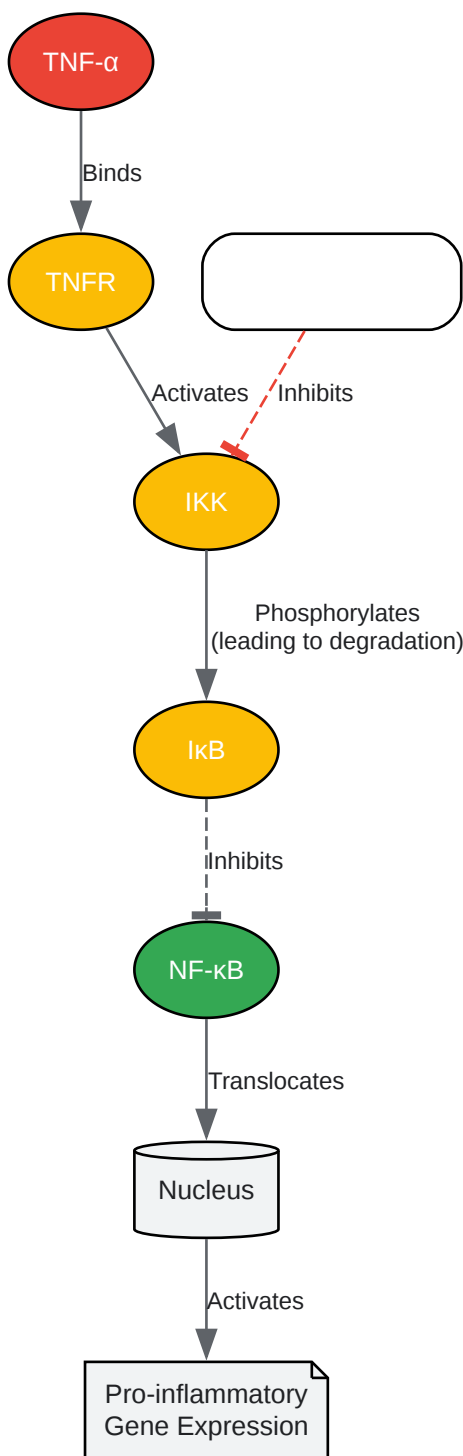 TNF-α
Binds
TNFR
Activates
Inhibits
IKK
Phosphorylates
(leading to degradation)
IκB
Inhibits
NF-κB
Translocates
Nucleus
Activates
Pro-inflammatory
Gene Expression